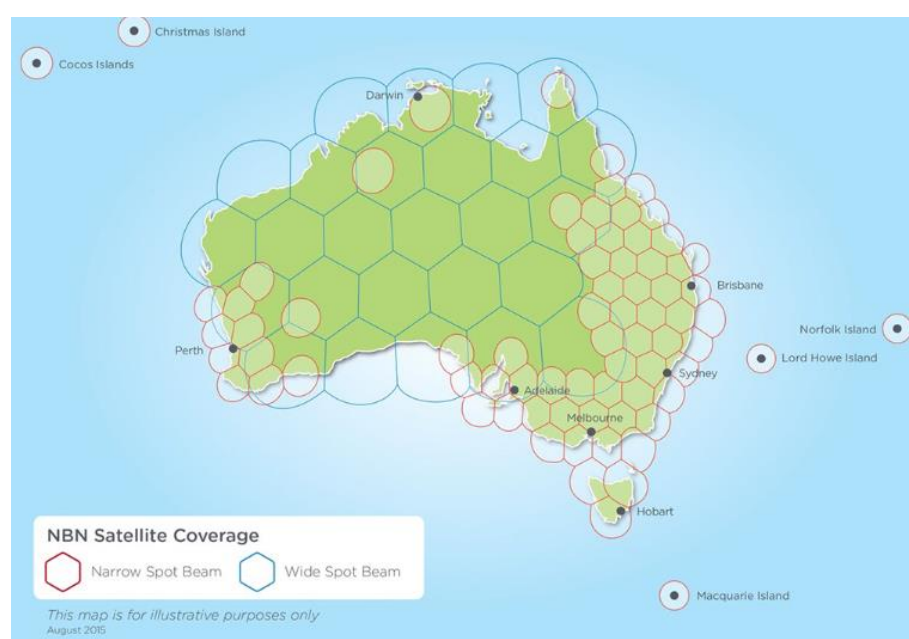 Christmas Island
Cocos Islands
Darwin
Brisbane
Norfolk Island
Lord Howe Island
Perth
Sydney
Adelaide
Melbourne
Hobart
NBN Satellite Coverage
Narrow Spot Beam
Wide Spot Beam
Macquarie Island
This map is for illustrative purposes only
August 2015